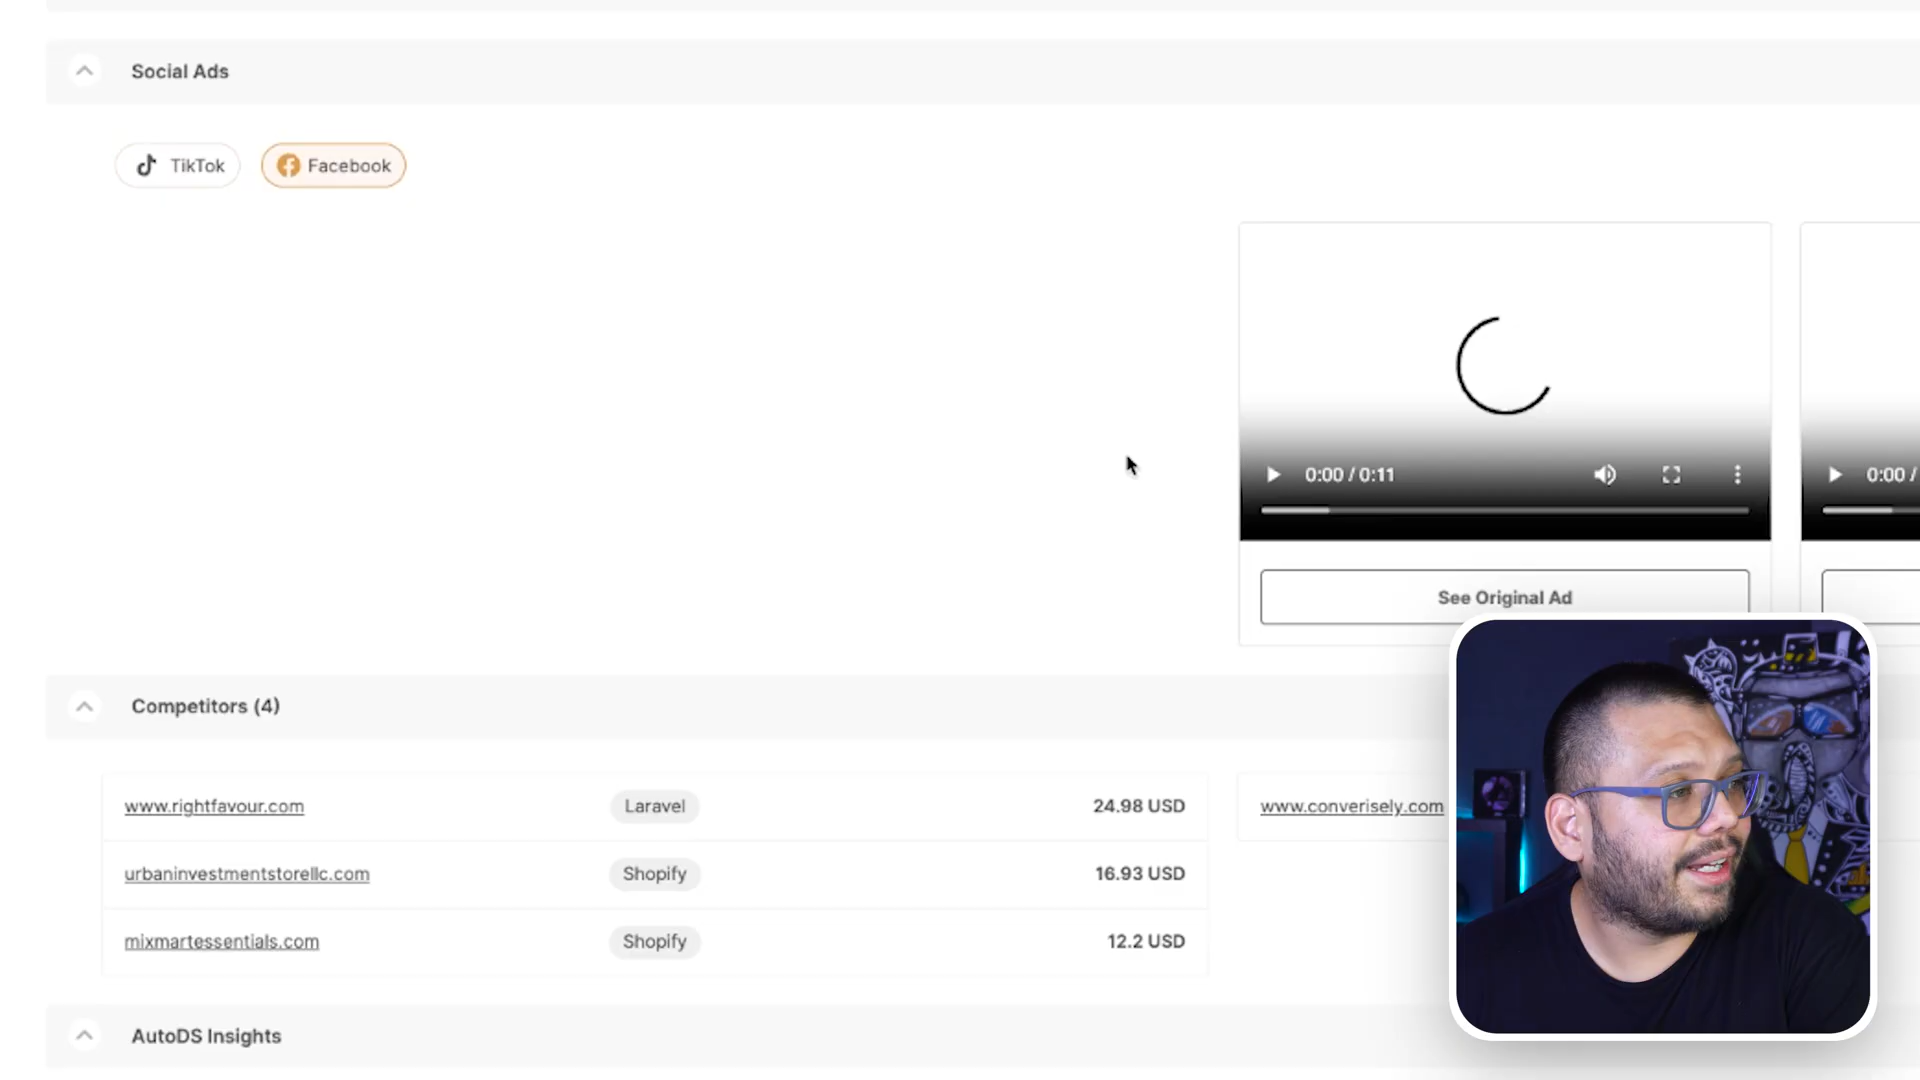 Social Ads
TikTok
Facebook
0:00 / 0:11
0:00 /
See Original Ad
Competitors (4)
www.rightfavour.com Laravel 24.98 USD
www.converisely.com
urbaninvestmentstorellc.com Shopify 16.93 USD
mixmartessentials.com Shopify 12.2 USD
AutoDS Insights